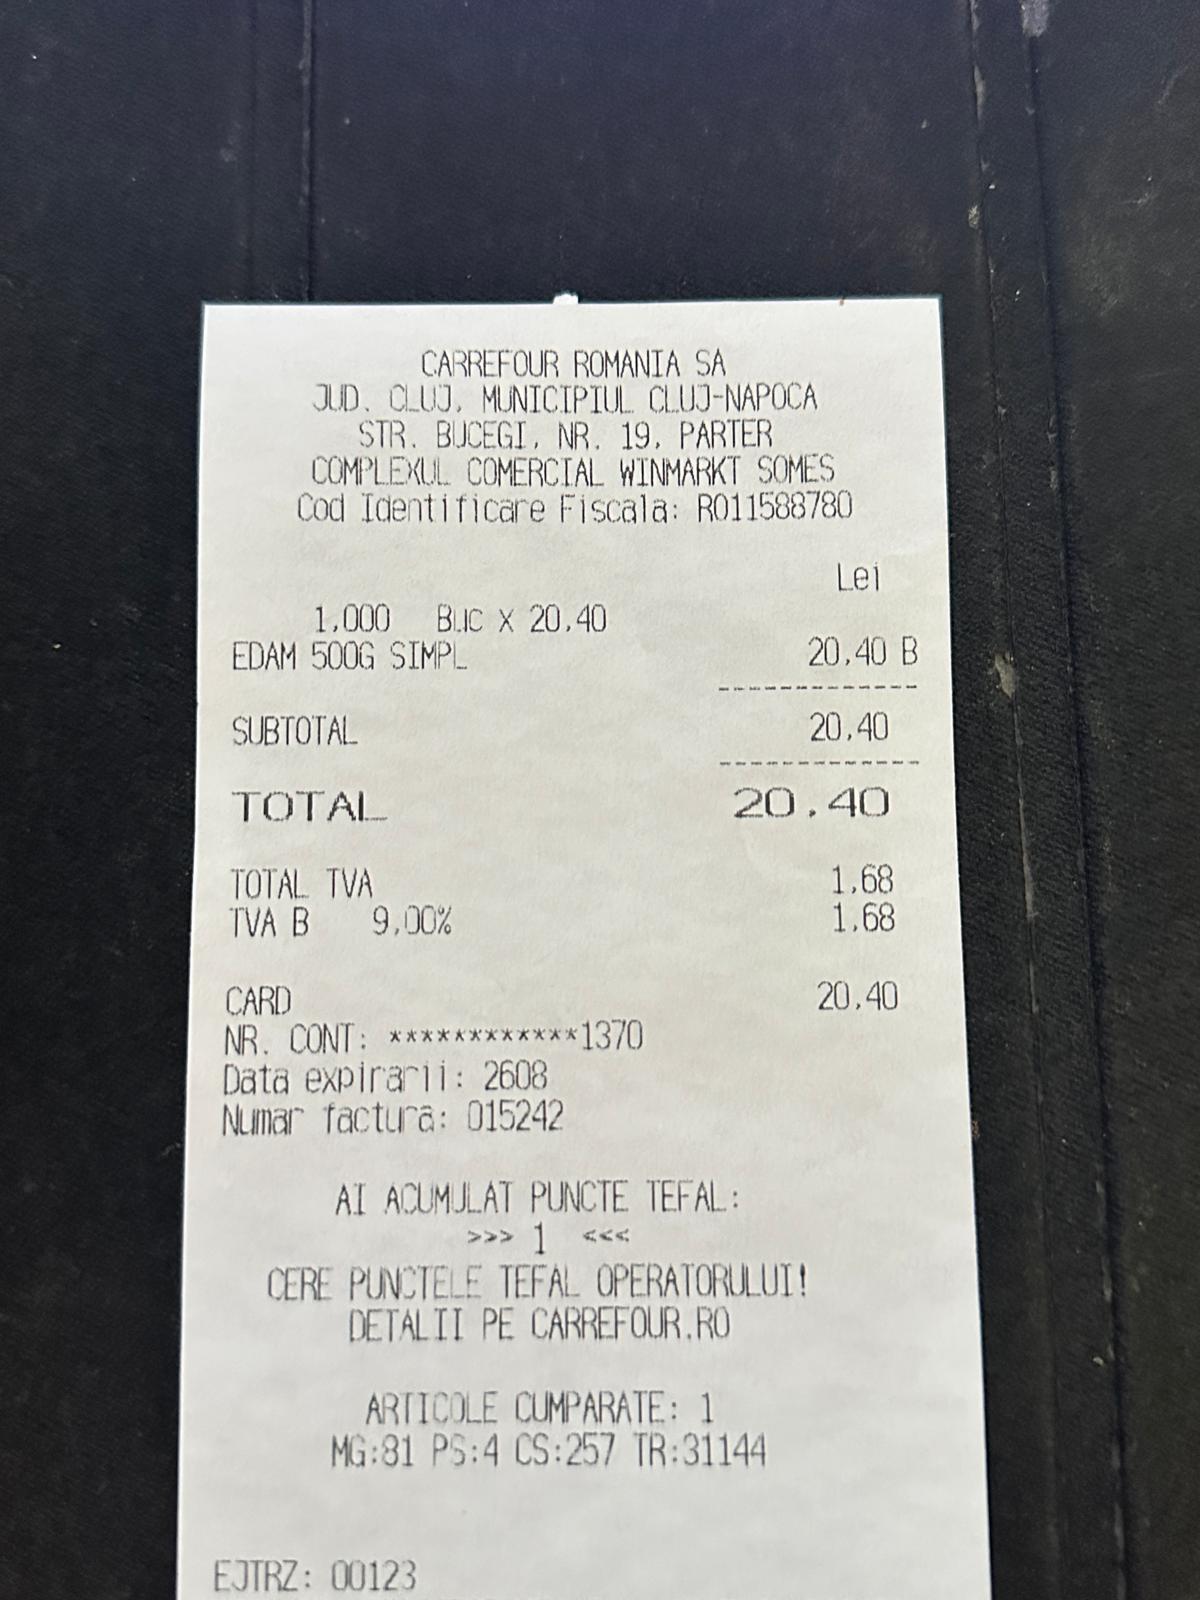 CARREFOUR ROMANIA SA
JUD. CLUJ, MUNICIPIUL CLUJ-NAPOCA
STR. BUCEGI, NR. 19, PARTER
COMPLEXUL COMERCIAL WINMARKT SOMES
Cod Identificare Fiscala: RO11588780
Lei
1,000 Buc X 20,40
EDAM 500G SIMPL 20,40 B
-------------
SUBTOTAL 20,40
-------------
TOTAL 20,40
TOTAL TVA 1,68
TVA B 9,00% 1,68
CARD 20,40
NR. CONT: ************1370
Data expirarii: 2608
Numar factura: 015242
AI ACUMULAT PUNCTE TEFAL:
>>> 1 <<<
CERE PUNCTELE TEFAL OPERATORULUI!
DETALII PE CARREFOUR.RO
ARTICOLE CUMPARATE: 1
MG:81 PS:4 CS:257 TR:31144
EJTRZ: 00123